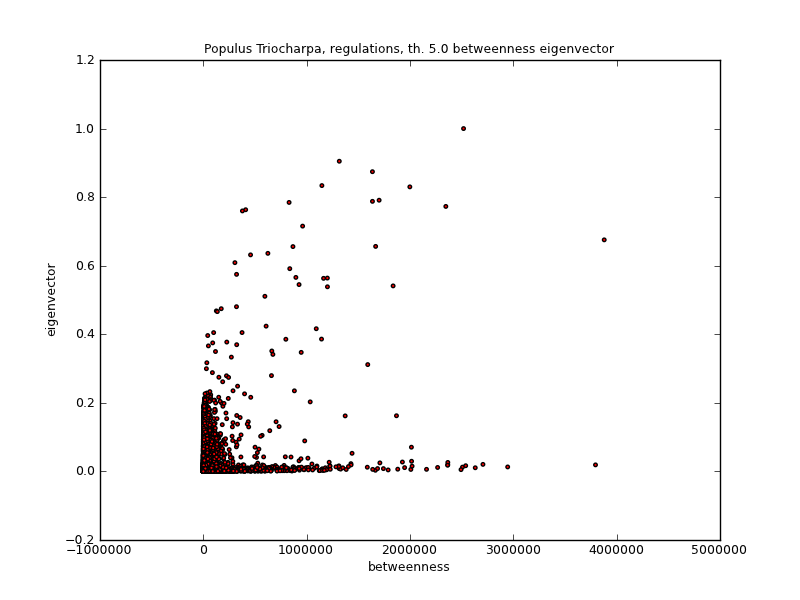 Populus Triocharpa, regulations, th. 5.0 betweenness eigenvector
1.2
1.0
0.8
0.6
0.4
0.2
0.0
−0.2
eigenvector
−1000000 0 1000000 2000000 3000000 4000000 5000000
betweenness